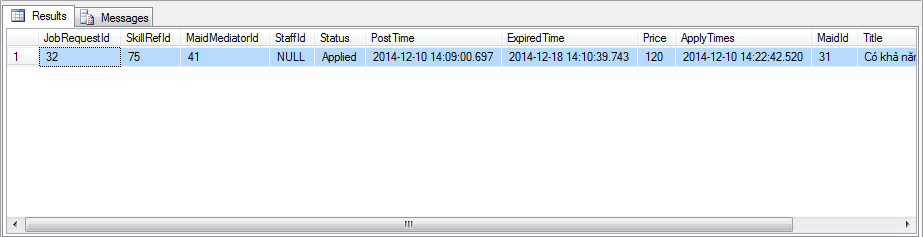 Results Messages
JobRequestId SkillRefId MaidMediatorId StaffId Status PostTime ExpiredTime Price ApplyTimes MaidId Title
1 32 75 41 NULL Applied 2014-12-10 14:09:00.697 2014-12-18 14:10:39.743 120 2014-12-10 14:22:42.520 31 Có khả năn